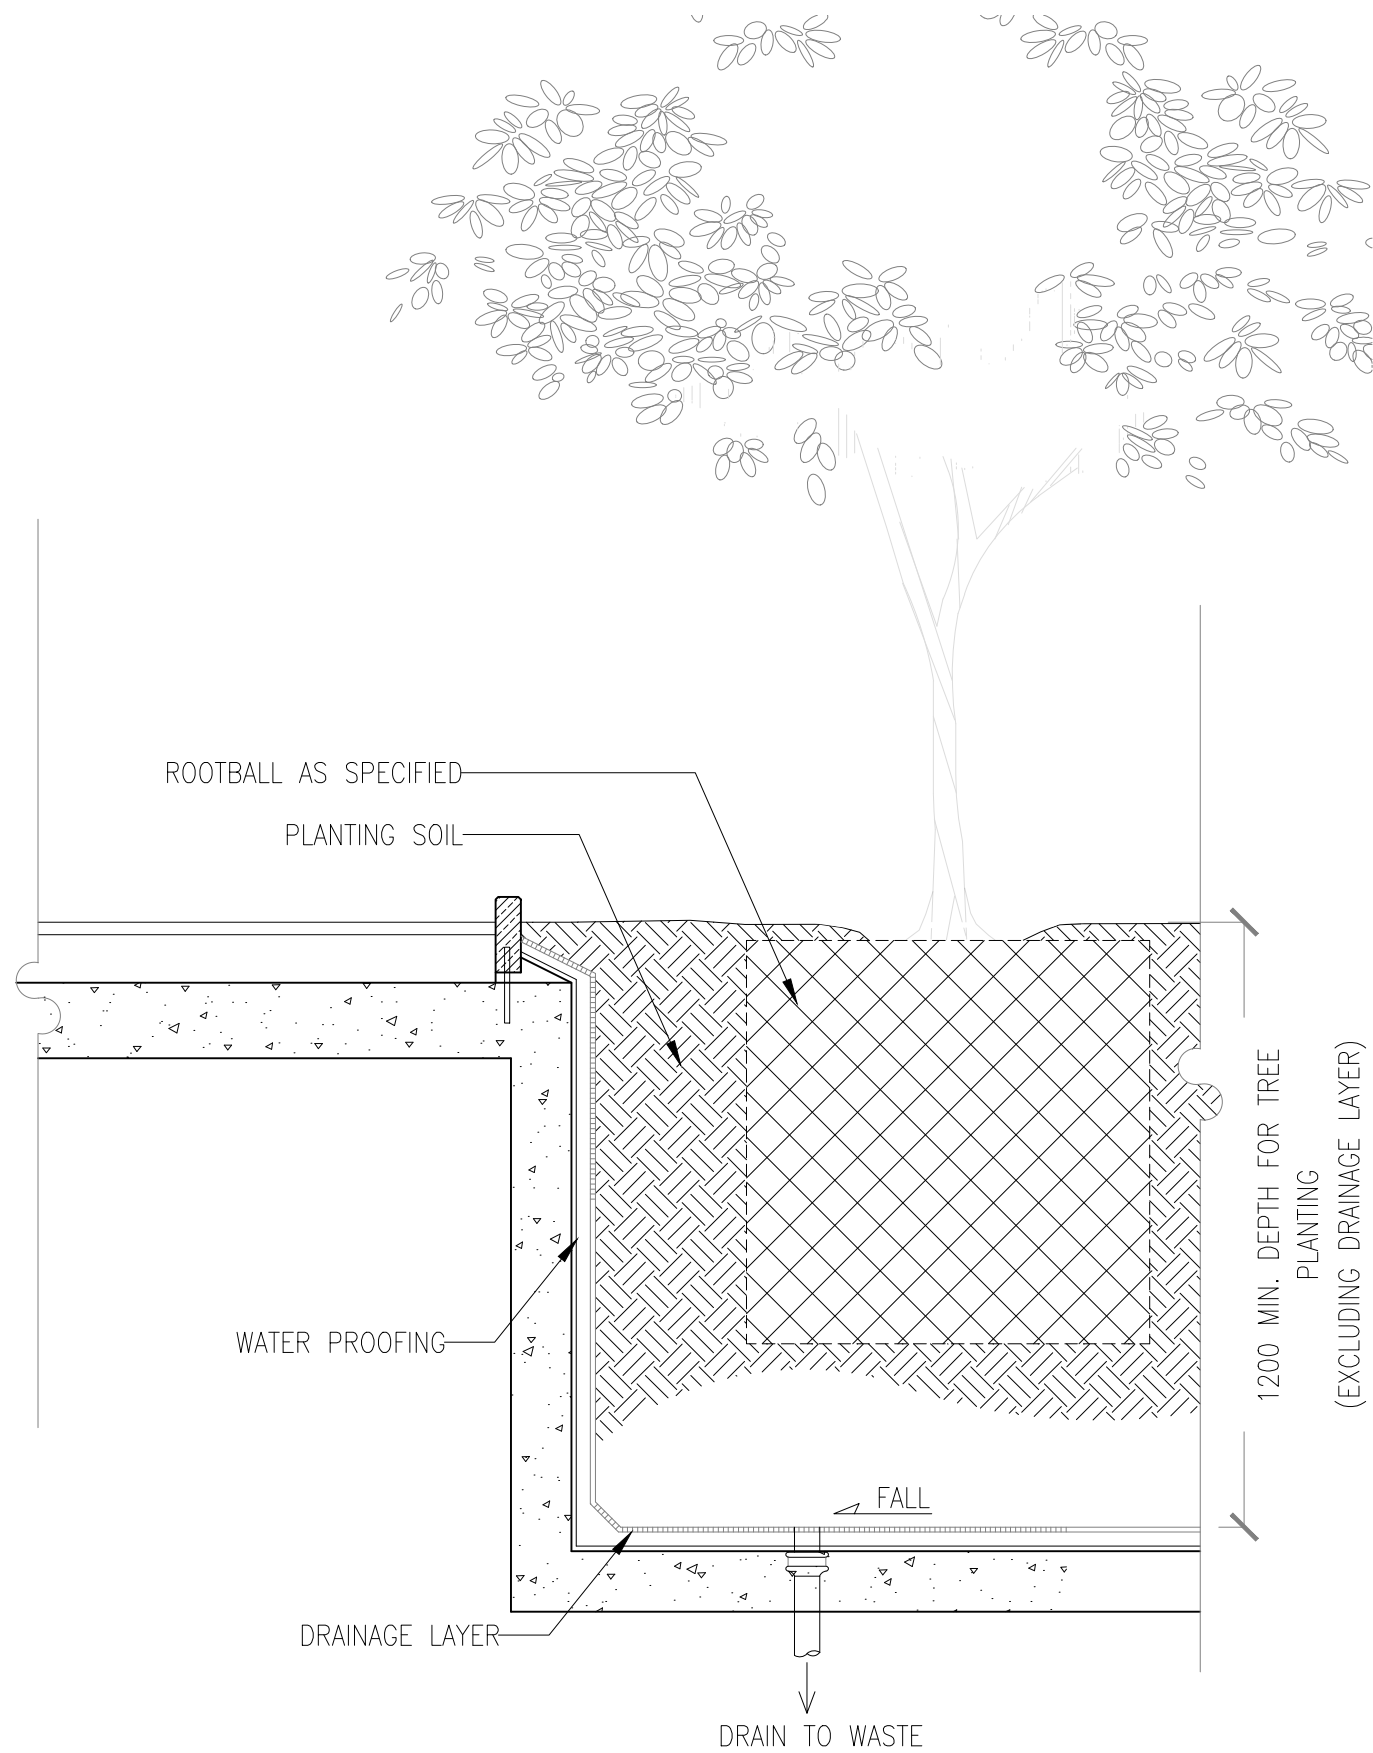 ROOTBALL AS SPECIFIED
PLANTING SOIL
1200 MIN. DEPTH FOR TREE
PLANTING
(EXCLUDING DRAINAGE LAYER)
WATER PROOFING
FALL
DRAINAGE LAYER
DRAIN TO WASTE